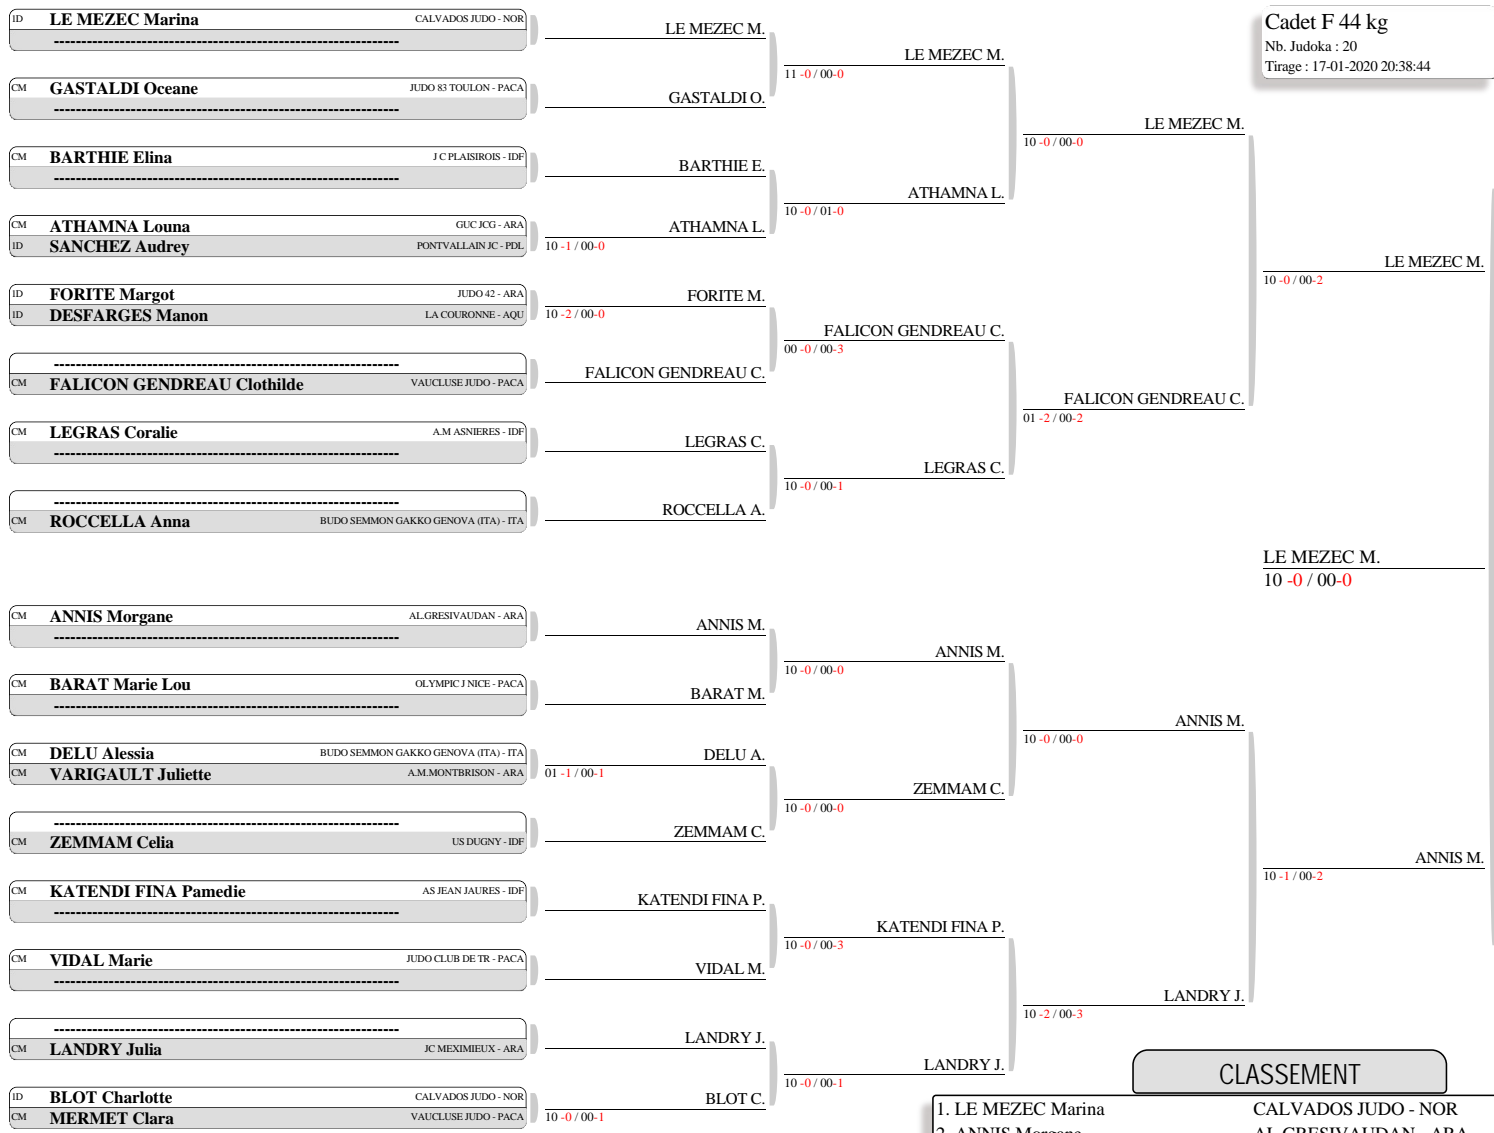 Cadet F 44 kg
Nb. Judoka : 20
Tirage : 17-01-2020 20:38:44
1D LE MEZEC Marina CALVADOS JUDO - NOR
----------------------------------------------------------------
CM GASTALDI Oceane JUDO 83 TOULON - PACA
----------------------------------------------------------------
CM BARTHIE Elina J C PLAISIROIS - IDF
----------------------------------------------------------------
CM ATHAMNA Louna GUC JCG - ARA
1D SANCHEZ Audrey PONTVALLAIN JC - PDL
1D FORITE Margot JUDO 42 - ARA
1D DESFARGES Manon LA COURONNE - AQU
----------------------------------------------------------------
CM FALICON GENDREAU Clothilde VAUCLUSE JUDO - PACA
CM LEGRAS Coralie A.M ASNIERES - IDF
----------------------------------------------------------------
----------------------------------------------------------------
CM ROCCELLA Anna BUDO SEMMON GAKKO GENOVA (ITA) - ITA
CM ANNIS Morgane AL.GRESIVAUDAN - ARA
----------------------------------------------------------------
CM BARAT Marie Lou OLYMPIC J NICE - PACA
----------------------------------------------------------------
CM DELU Alessia BUDO SEMMON GAKKO GENOVA (ITA) - ITA
CM VARIGAULT Juliette A.M.MONTBRISON - ARA
----------------------------------------------------------------
CM ZEMMAM Celia US DUGNY - IDF
CM KATENDI FINA Pamedie AS JEAN JAURES - IDF
----------------------------------------------------------------
CM VIDAL Marie JUDO CLUB DE TR - PACA
----------------------------------------------------------------
----------------------------------------------------------------
CM LANDRY Julia JC MEXIMIEUX - ARA
1D BLOT Charlotte CALVADOS JUDO - NOR
CM MERMET Clara VAUCLUSE JUDO - PACA
LE MEZEC M.
GASTALDI O.
BARTHIE E.
ATHAMNA L.
10 -1 / 00-0
FORITE M.
10 -2 / 00-0
FALICON GENDREAU C.
LEGRAS C.
ROCCELLA A.
ANNIS M.
BARAT M.
DELU A.
01 -1 / 00-1
ZEMMAM C.
KATENDI FINA P.
VIDAL M.
LANDRY J.
BLOT C.
10 -0 / 00-1
LE MEZEC M.
11 -0 / 00-0
ATHAMNA L.
10 -0 / 01-0
FALICON GENDREAU C.
00 -0 / 00-3
LEGRAS C.
10 -0 / 00-1
ANNIS M.
10 -0 / 00-0
ZEMMAM C.
10 -0 / 00-0
KATENDI FINA P.
10 -0 / 00-3
LANDRY J.
10 -0 / 00-1
LE MEZEC M.
10 -0 / 00-0
FALICON GENDREAU C.
01 -2 / 00-2
ANNIS M.
10 -0 / 00-0
LANDRY J.
10 -2 / 00-3
LE MEZEC M.
10 -0 / 00-2
ANNIS M.
10 -1 / 00-2
LE MEZEC M.
10 -0 / 00-0
CLASSEMENT
1. LE MEZEC Marina CALVADOS JUDO - NOR
2. ANNIS Morgane AL.GRESIVAUDAN - ARA